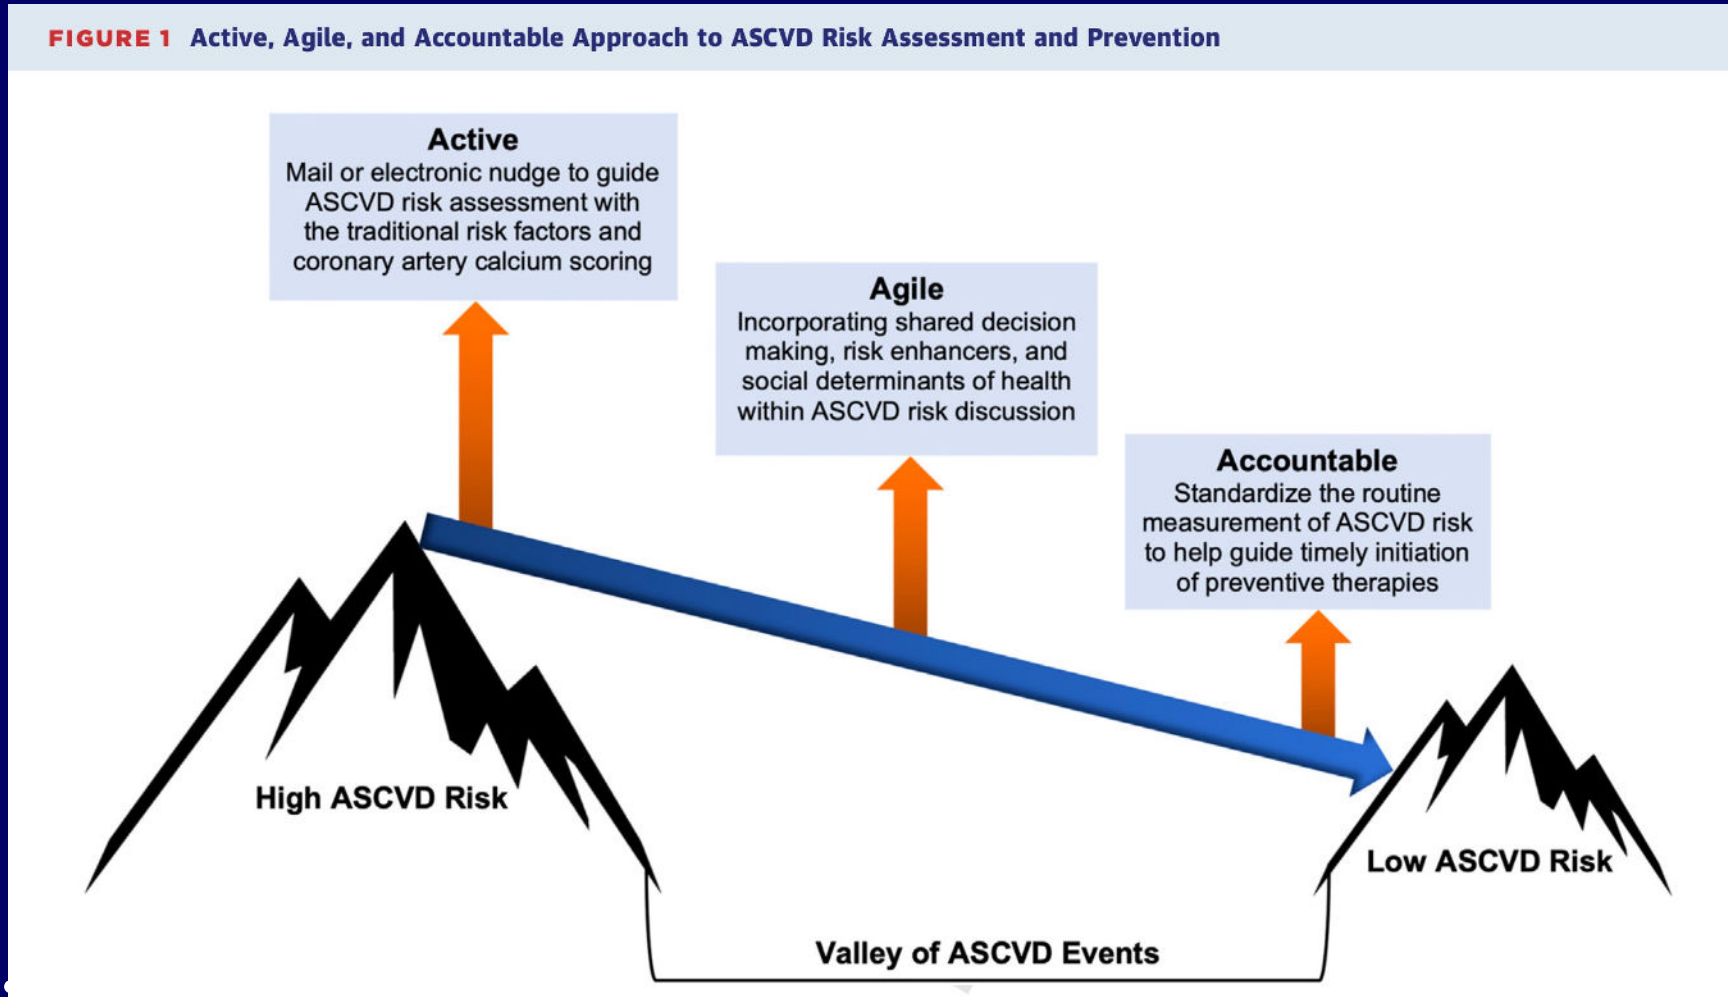 FIGURE 1 Active, Agile, and Accountable Approach to ASCVD Risk Assessment and Prevention
Active
Mail or electronic nudge to guide
ASCVD risk assessment with
the traditional risk factors and
coronary artery calcium scoring
Agile
Incorporating shared decision
making, risk enhancers, and
social determinants of health
within ASCVD risk discussion
Accountable
Standardize the routine
measurement of ASCVD risk
to help guide timely initiation
of preventive therapies
High ASCVD Risk
Low ASCVD Risk
Valley of ASCVD Events